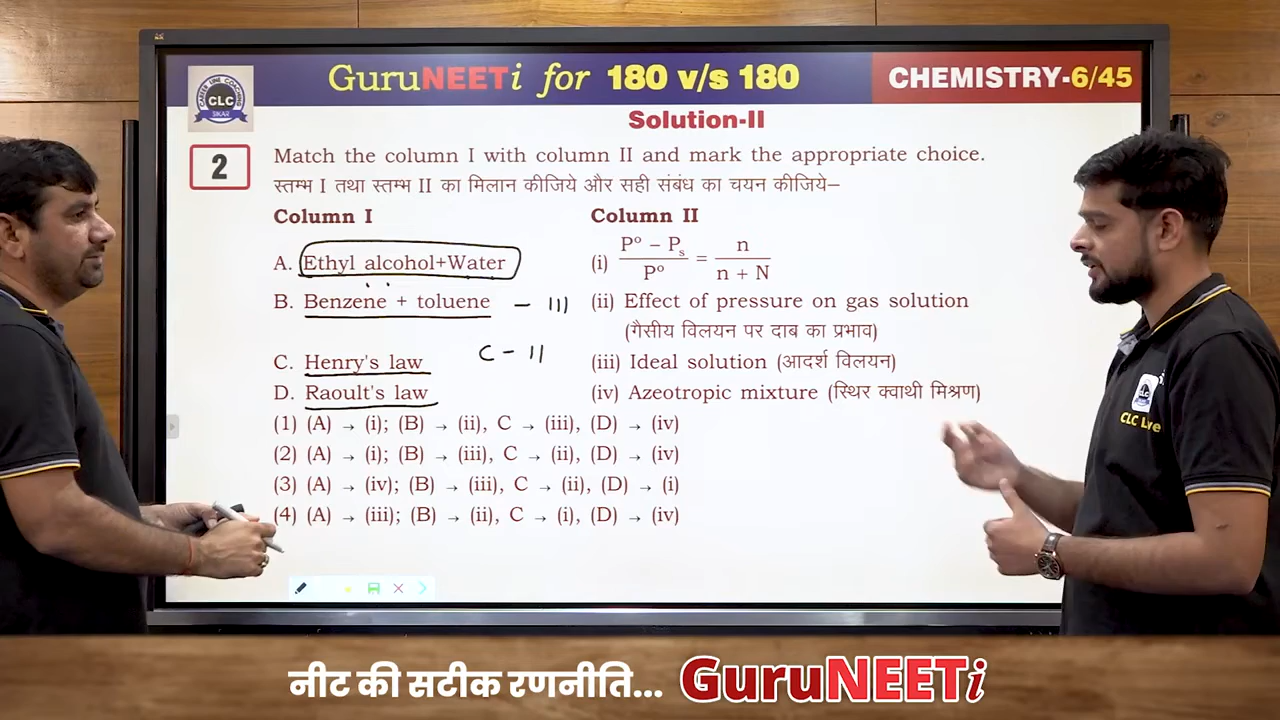 GuruNEETi for 180 v/s 180
CHEMISTRY-6/45
CAREER LINE COACHING
CLC
SIKAR
Solution-II
2
Match the column I with column II and mark the appropriate choice.
स्तम्भ I तथा स्तम्भ II का मिलान कीजिये और सही संबंध का चयन कीजिये–
Column I
Column II
A. Ethyl alcohol+Water
(i) P° – Ps / P° = n / n + N
B. Benzene + toluene – III
(ii) Effect of pressure on gas solution
(गैसीय विलयन पर दाब का प्रभाव)
C – II
C. Henry's law
(iii) Ideal solution (आदर्श विलयन)
D. Raoult's law
(iv) Azeotropic mixture (स्थिर क्वाथी मिश्रण)
(1) (A) → (i); (B) → (ii), C → (iii), (D) → (iv)
(2) (A) → (i); (B) → (iii), C → (ii), (D) → (iv)
(3) (A) → (iv); (B) → (iii), C → (ii), (D) → (i)
(4) (A) → (iii); (B) → (ii), C → (i), (D) → (iv)
CLC Live
नीट की सटीक रणनीति... GuruNEETi